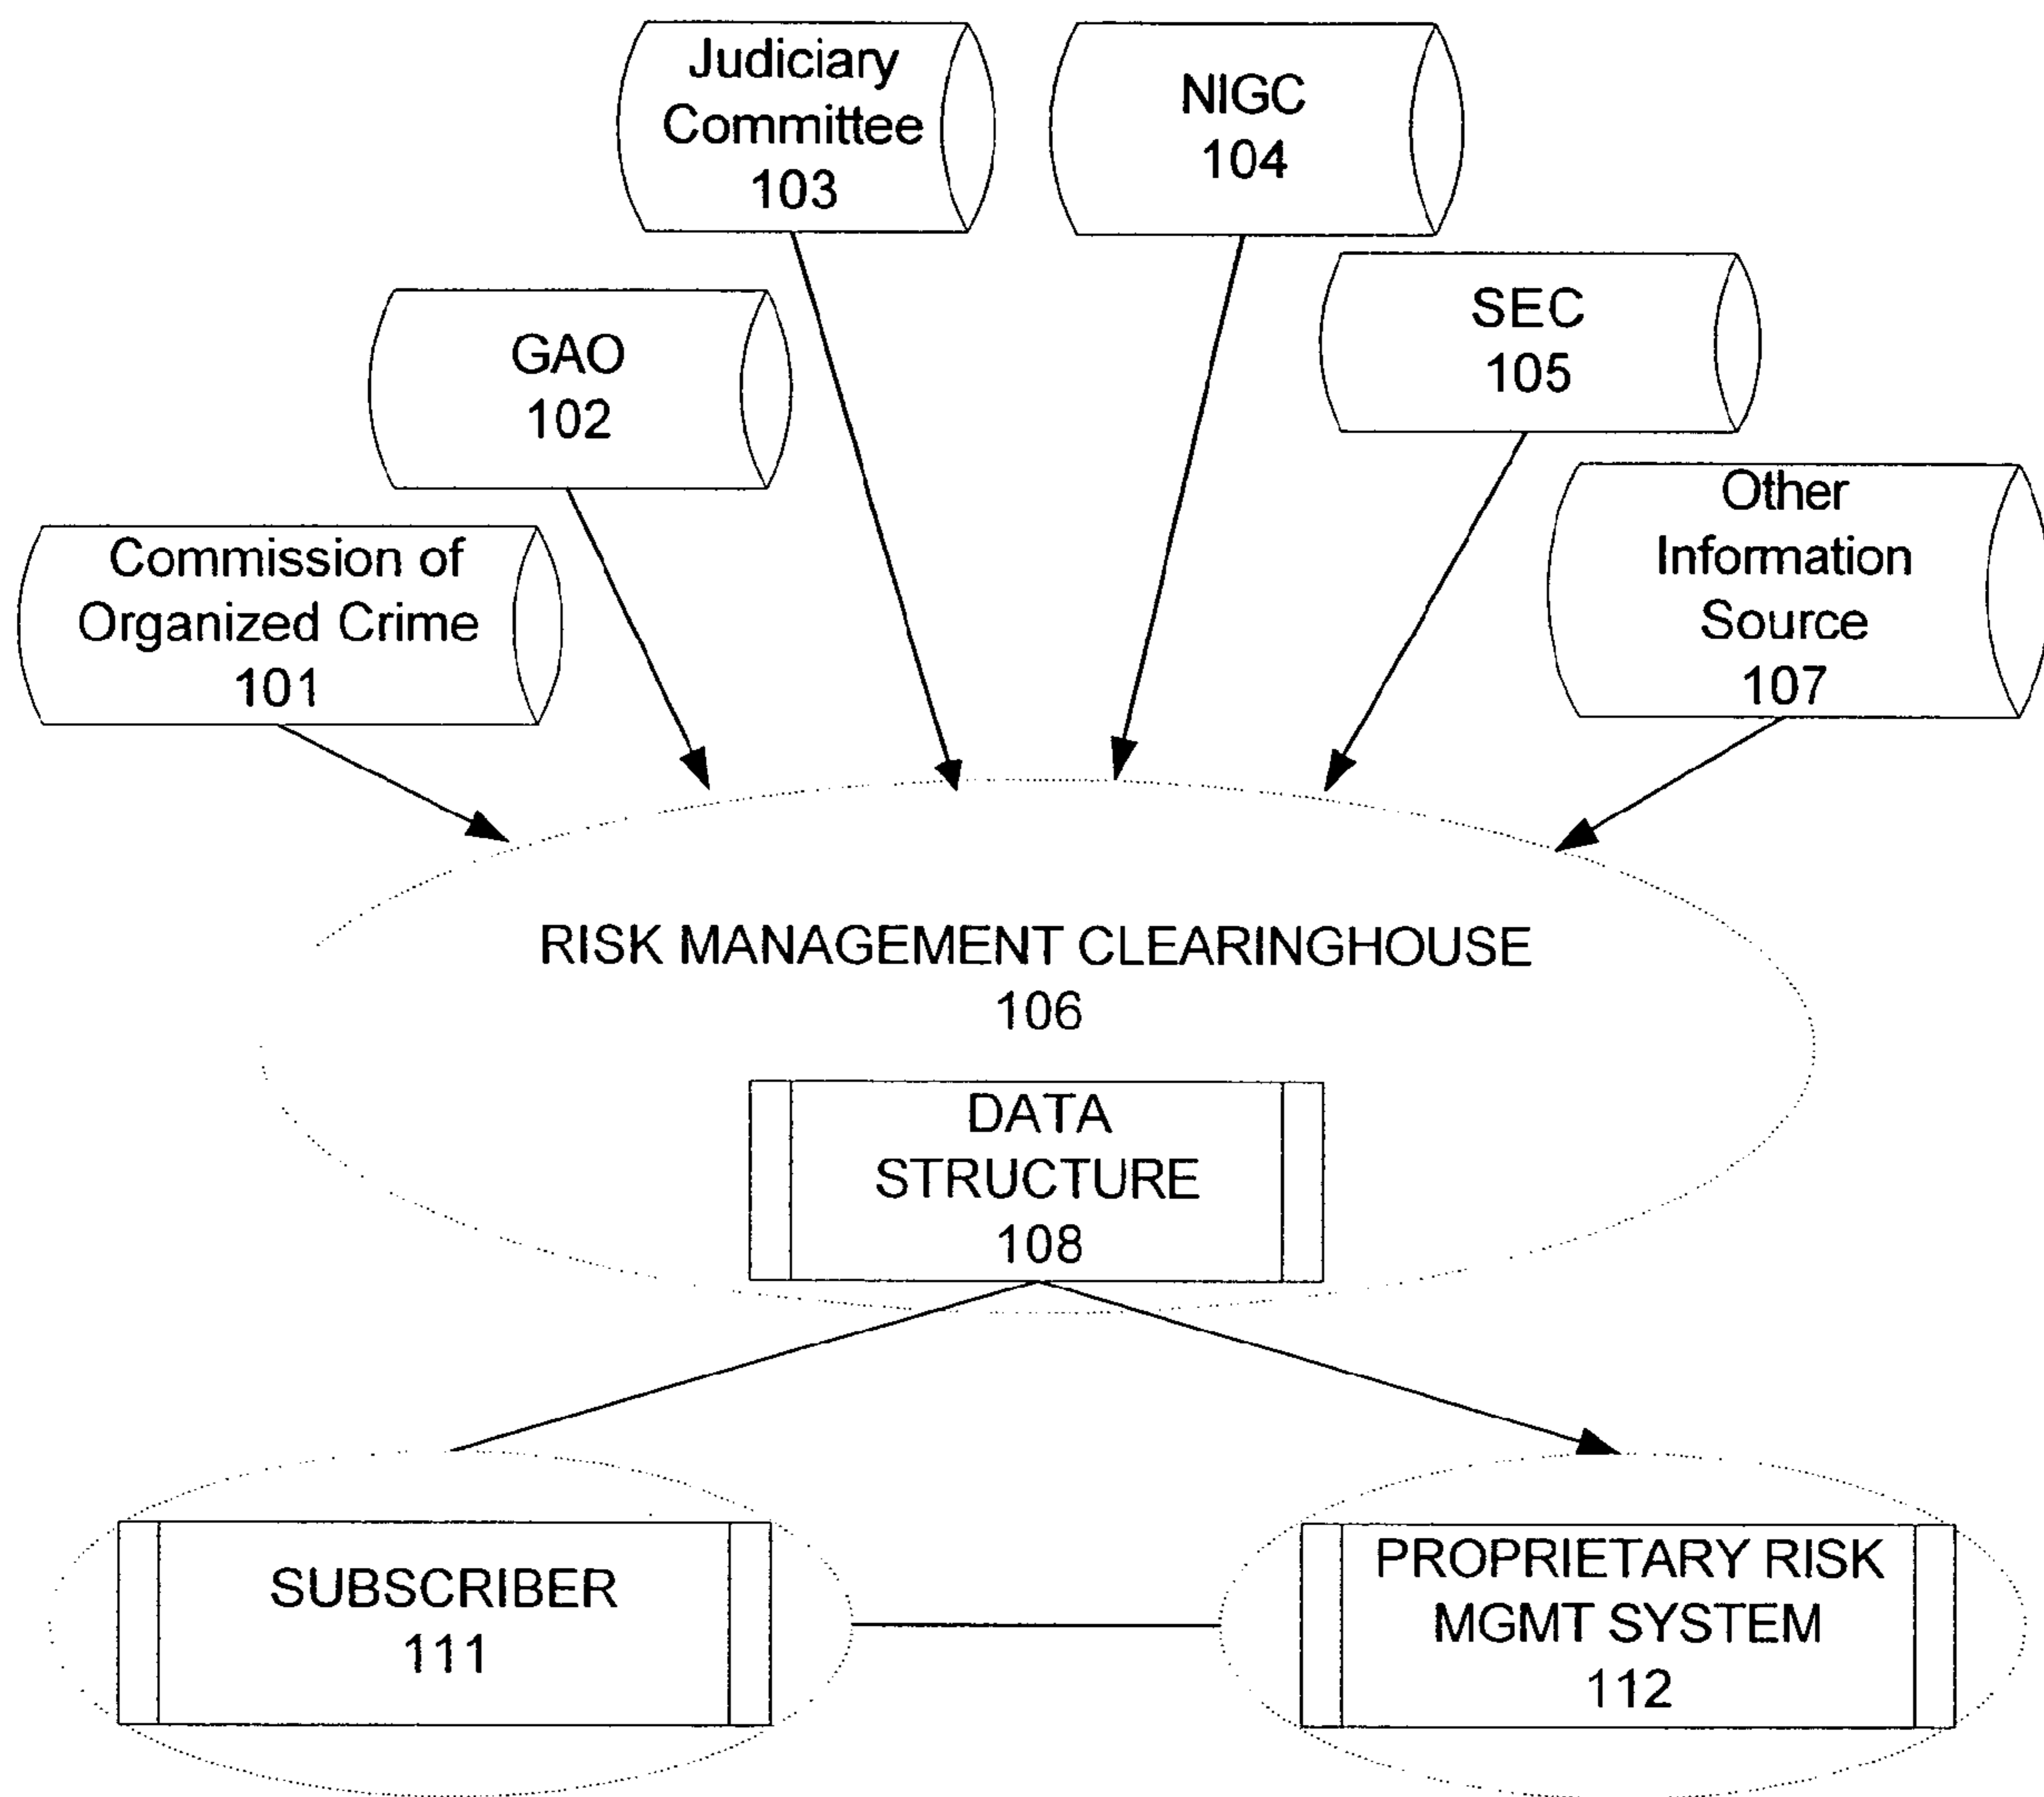 Judiciary
Committee
103
NIGC
104
GAO
102
SEC
105
Commission of
Organized Crime
101
Other
Information
Source
107
RISK MANAGEMENT CLEARINGHOUSE
106
DATA
STRUCTURE
108
SUBSCRIBER
111
PROPRIETARY RISK
MGMT SYSTEM
112